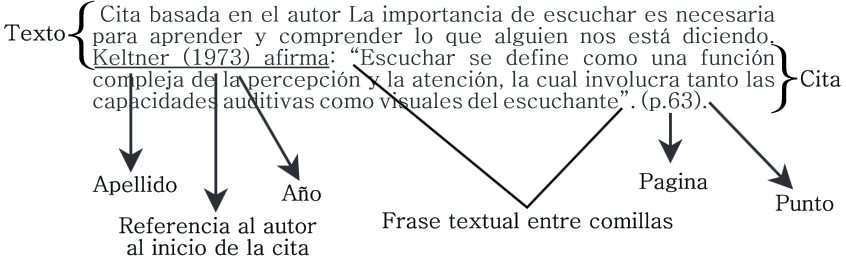 Cita basada en el autor La importancia de escuchar es necesaria
Texto
para aprender y comprender lo que alguien nos está diciendo.
Keltner (1973) afirma: “Escuchar se define como una función
compleja de la percepción y la atención, la cual involucra tanto las
Cita
capacidades auditivas como visuales del escuchante”. (p.63).
Apellido
Año
Pagina
Punto
Referencia al autor
al inicio de la cita
Frase textual entre comillas